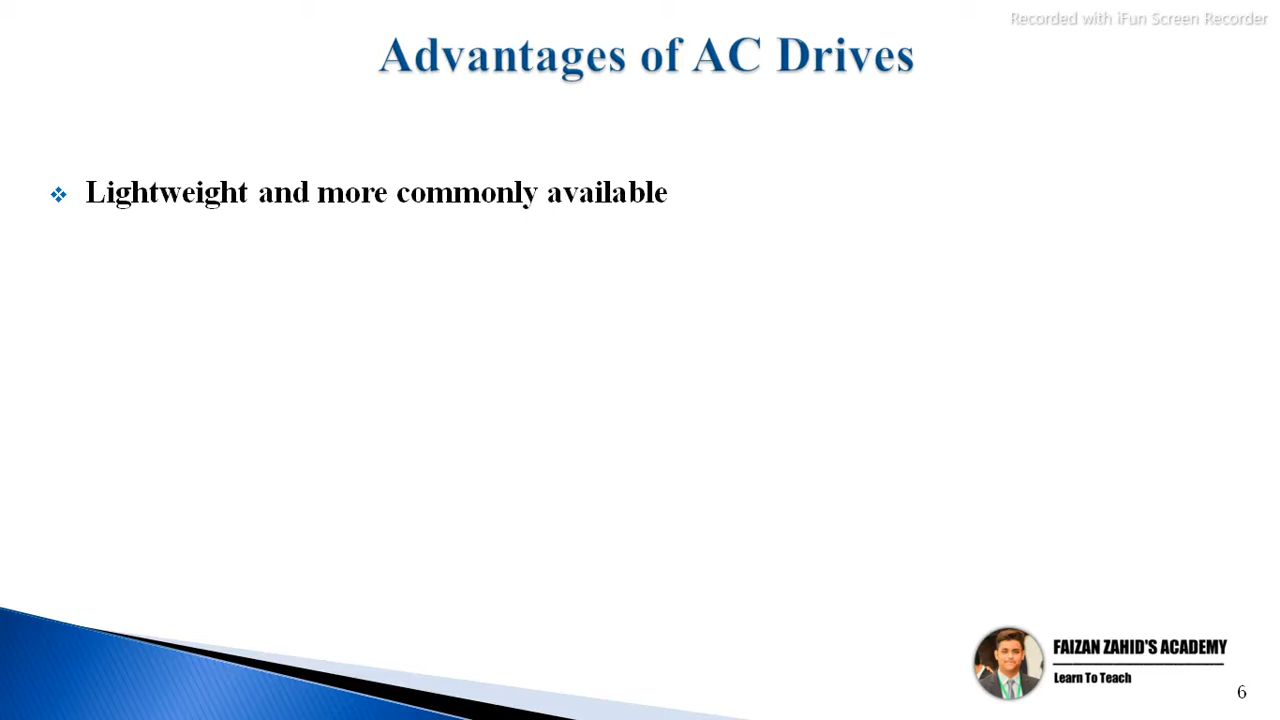 Recorded with iFun Screen Recorder
Advantages of AC Drives
Lightweight and more commonly available
FAIZAN ZAHID'S ACADEMY
Learn To Teach
6